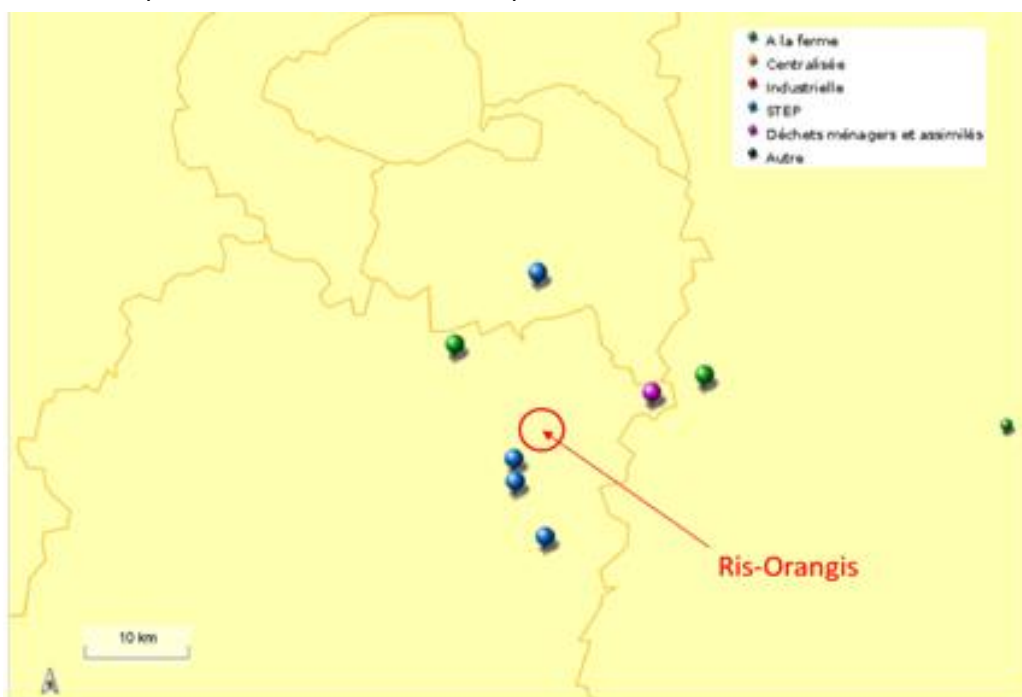 A la ferme
Centralisée
Industrielle
STEP
Déchets ménagers et assimilés
Autre
Ris-Orangis
10 km